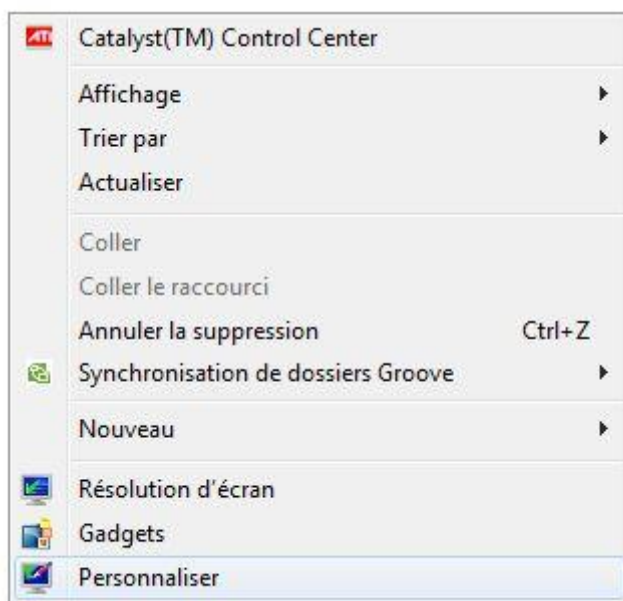 ATI Catalyst(TM) Control Center
Affichage
Trier par
Actualiser
Coller
Coller le raccourci
Annuler la suppression Ctrl+Z
Synchronisation de dossiers Groove
Nouveau
Résolution d'écran
Gadgets
Personnaliser